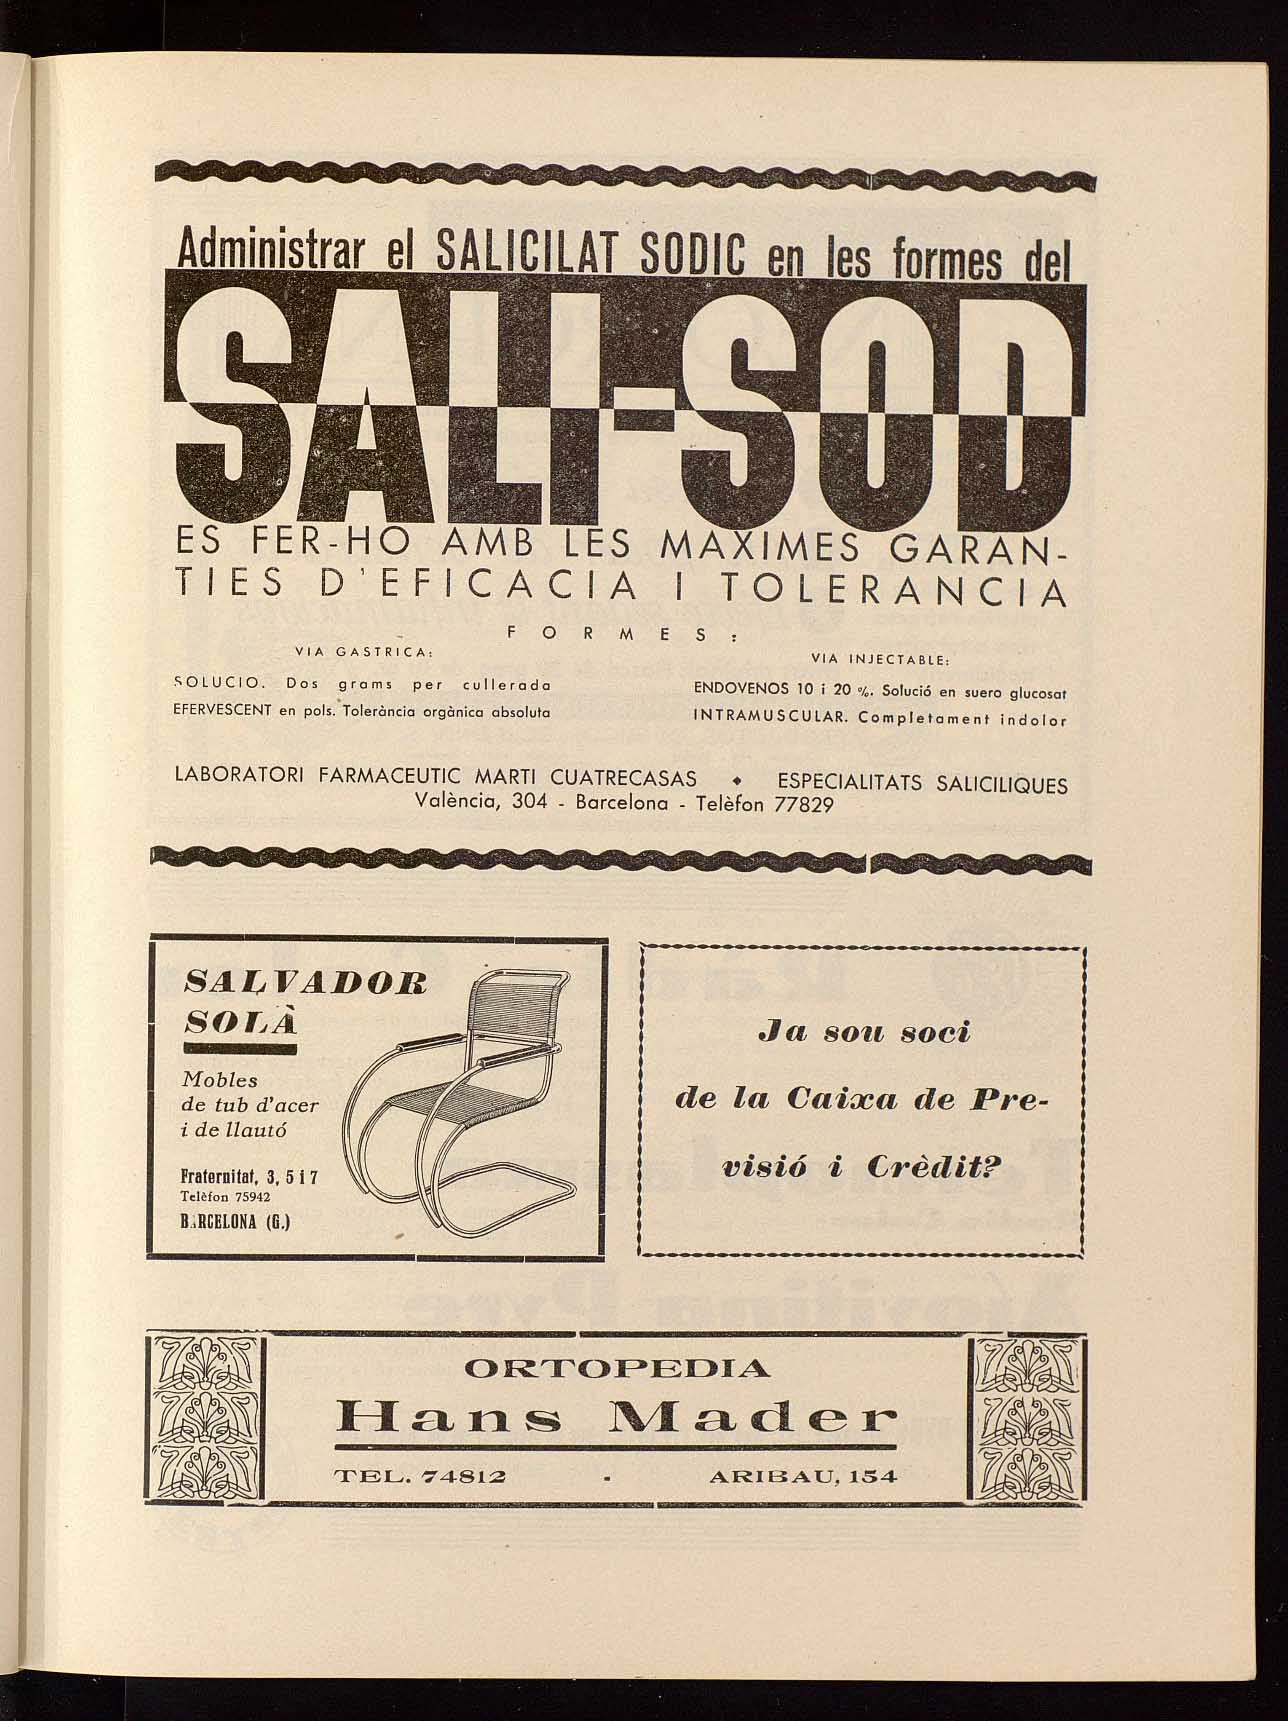 Administrar el SALICILAT SODIC en les formes del
SALI-SOD
ES FER-HO AMB LES MAXIMES GARAN-
TIES D'EFICACIA I TOLERANCIA
FORMES:
VIA GASTRICA:
SOLUCIO. Dos grams per cullerada
EFERVESCENT en pols. Tolerància orgànica absoluta
VIA INJECTABLE:
ENDOVENOS 10 i 20 %. Solució en suero glucosat
INTRAMUSCULAR. Completament indolor
LABORATORI FARMACEUTIC MARTI CUATRECASAS • ESPECIALITATS SALICILIQUES
València, 304 - Barcelona - Telèfon 77829
SALVADOR
SOLÀ
Mobles
de tub d'acer
i de llautó
Fraternitat, 3, 5 i 7
Telèfon 75942
BARCELONA (G.)
Ja sou soci
de la Caixa de Pre-
visió i Crèdit?
ORTOPEDIA
Hans Mader
TEL. 74812 - ARIBAU, 154